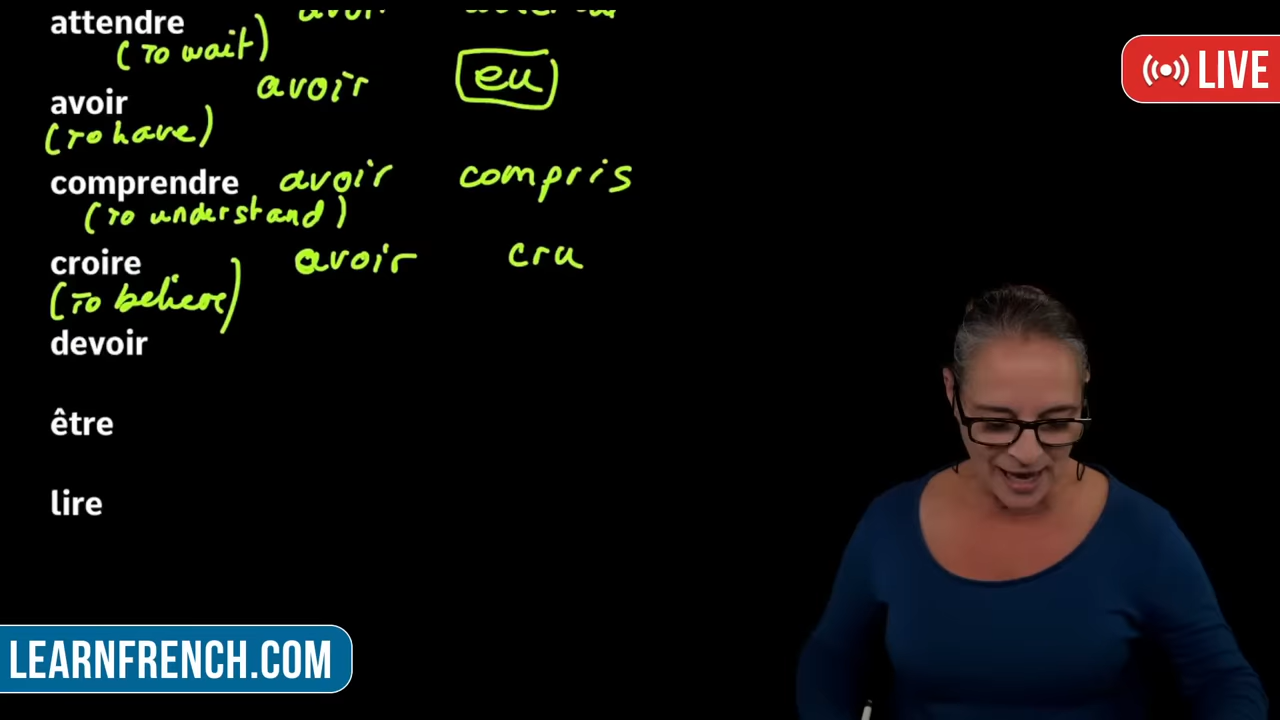 attendre avoir
(To wait)
avoir avoir eu
(To have)
comprendre avoir compris
(To understand)
croire avoir cru
(To believe)
devoir
être
lire
LIVE
LEARNFRENCH.COM